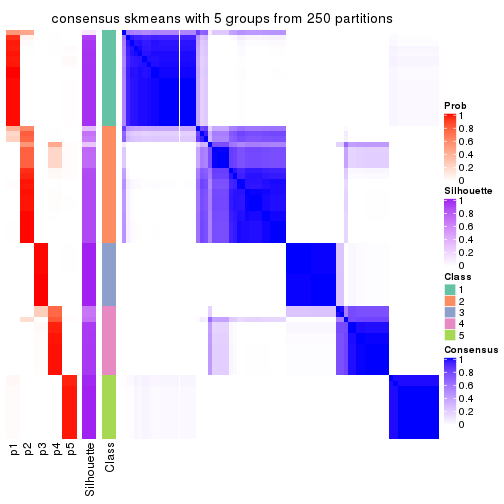 consensus skmeans with 5 groups from 250 partitions
Prob
1
0.8
0.6
0.4
0.2
0
Silhouette
1
0.8
0.6
0.4
0.2
0
Class
1
2
3
4
5
Consensus
1
0.8
0.6
0.4
0.2
0
p1
p2
p3
p4
p5
Silhouette
Class